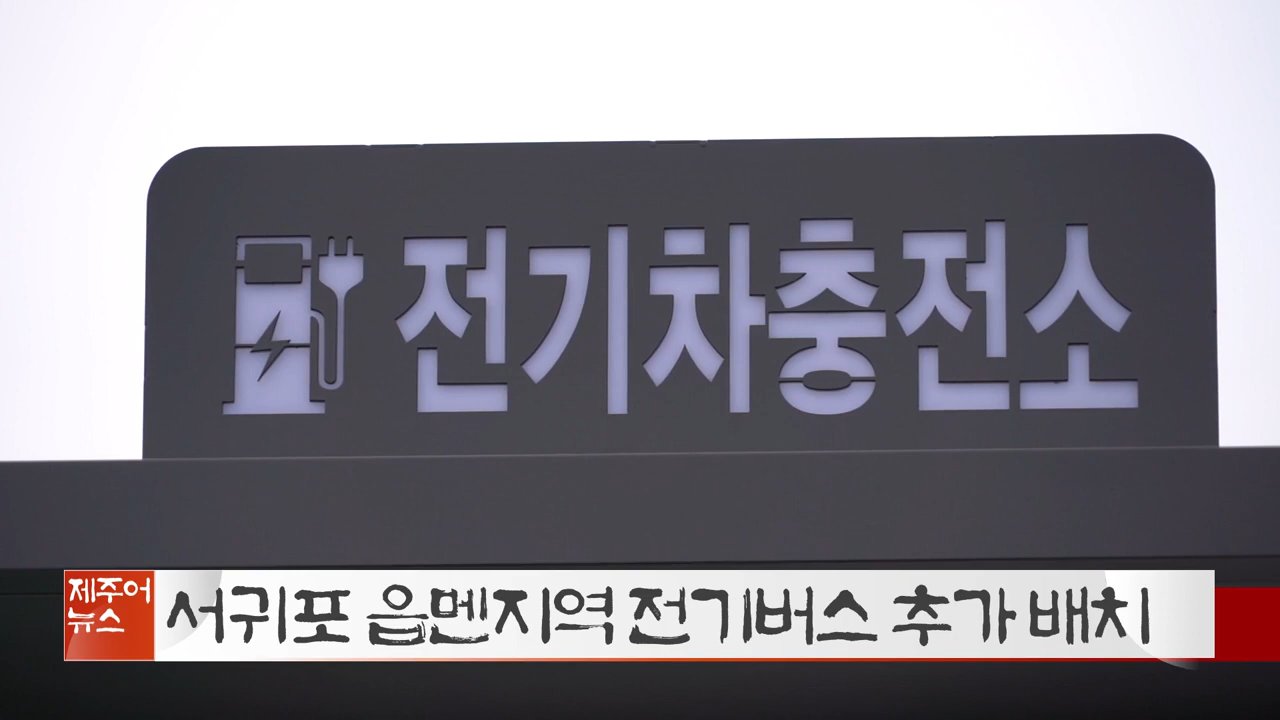 전기차충전소
제주어
뉴스
서귀포 읍멘지역 전기버스 추가 배치